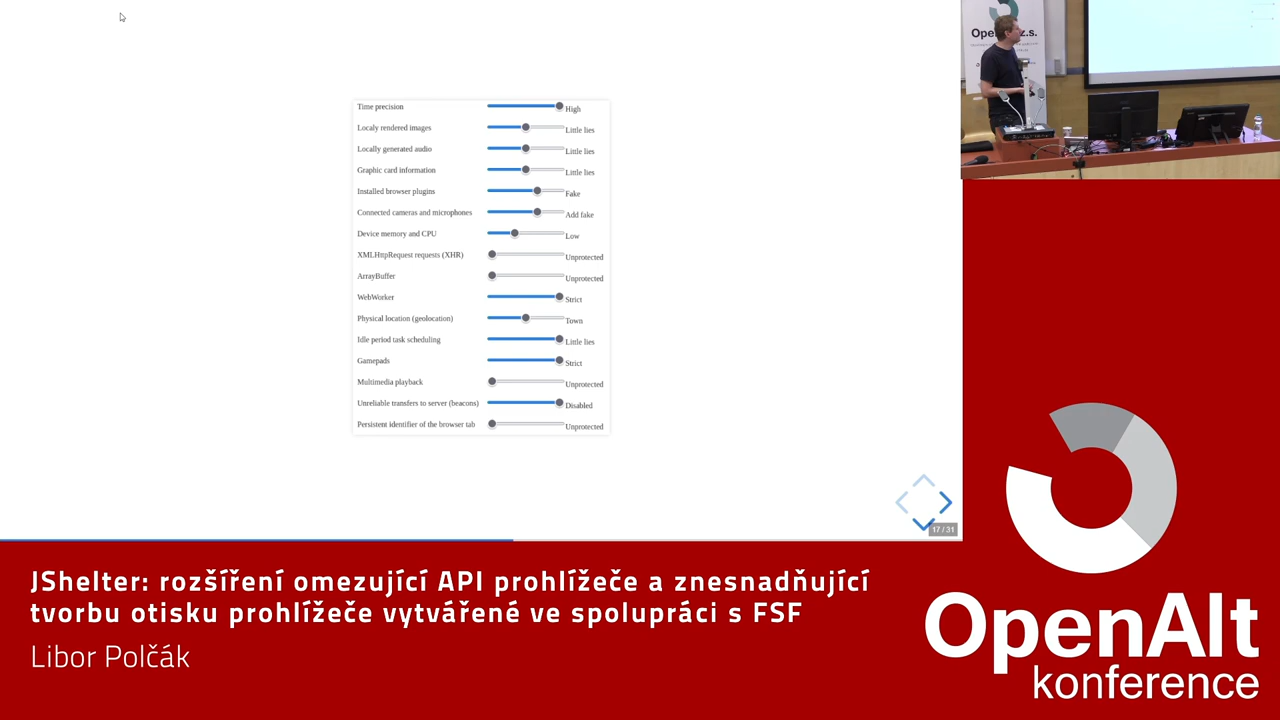 Time precision High
Localy rendered images Little lies
Locally generated audio Little lies
Graphic card information Little lies
Installed browser plugins Fake
Connected cameras and microphones Add fake
Device memory and CPU Low
XMLHttpRequest requests (XHR) Unprotected
ArrayBuffer Unprotected
WebWorker Strict
Physical location (geolocation) Town
Idle period task scheduling Little lies
Gamepads Strict
Multimedia playback Unprotected
Unreliable transfers to server (beacons) Disabled
Persistent identifier of the browser tab Unprotected
17 / 31
z.s.
JShelter: rozšíření omezující API prohlížeče a znesnadňující
tvorbu otisku prohlížeče vytvářené ve spolupráci s FSF
Libor Polčák
OpenAlt
konference